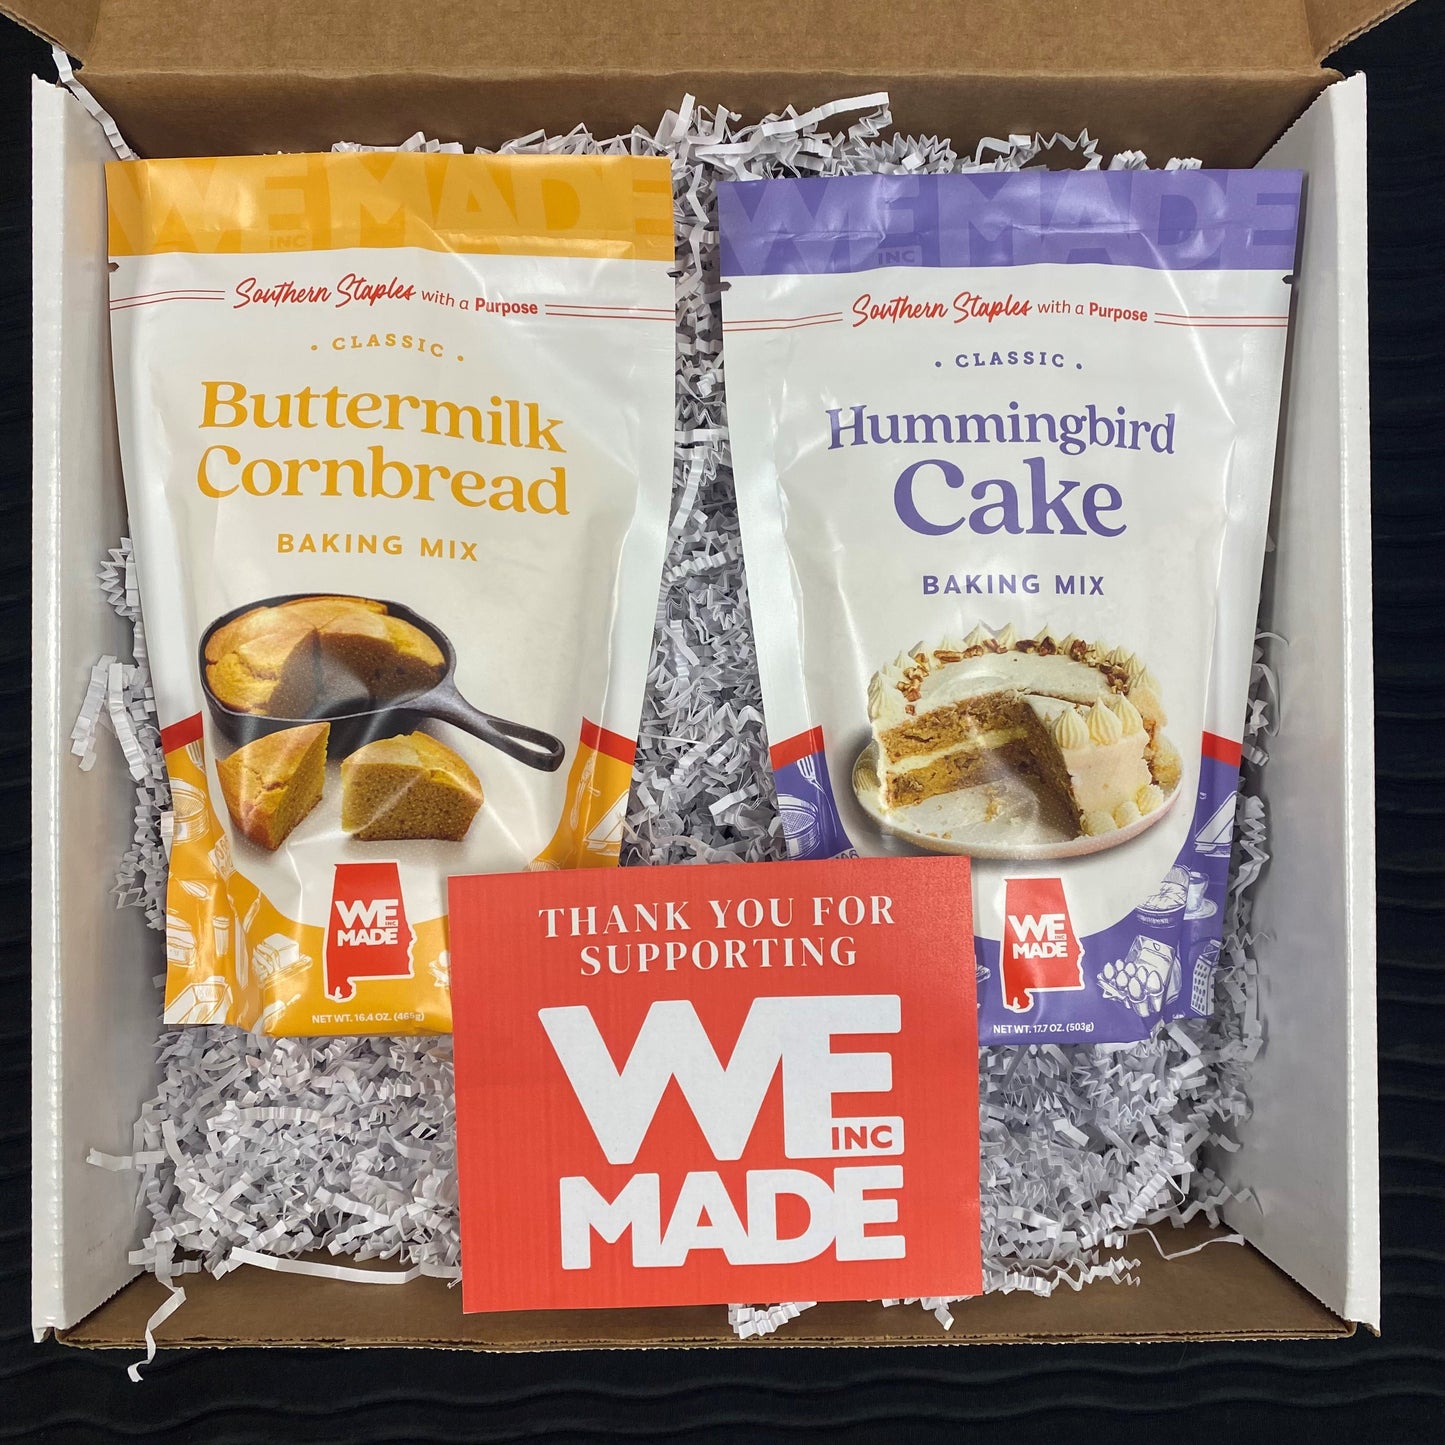 WE MADE
INC
Southern Staples with a Purpose
• CLASSIC •
Buttermilk
Cornbread
BAKING MIX
WE
INC
MADE
NET WT. 16.4 OZ. (465g)
WE MADE
INC
Southern Staples with a Purpose
• CLASSIC •
Hummingbird
Cake
BAKING MIX
WE
INC
MADE
NET WT. 17.7 OZ. (503g)
THANK YOU FOR
SUPPORTING
WE
INC
MADE